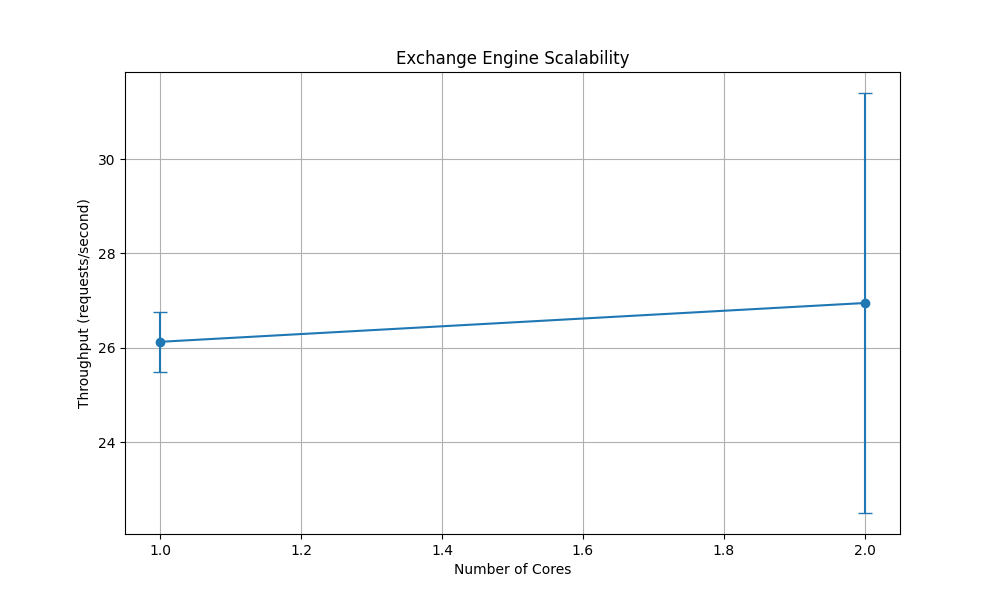 Exchange Engine Scalability
Throughput (requests/second)
30
28
26
24
1.0 1.2 1.4 1.6 1.8 2.0
Number of Cores